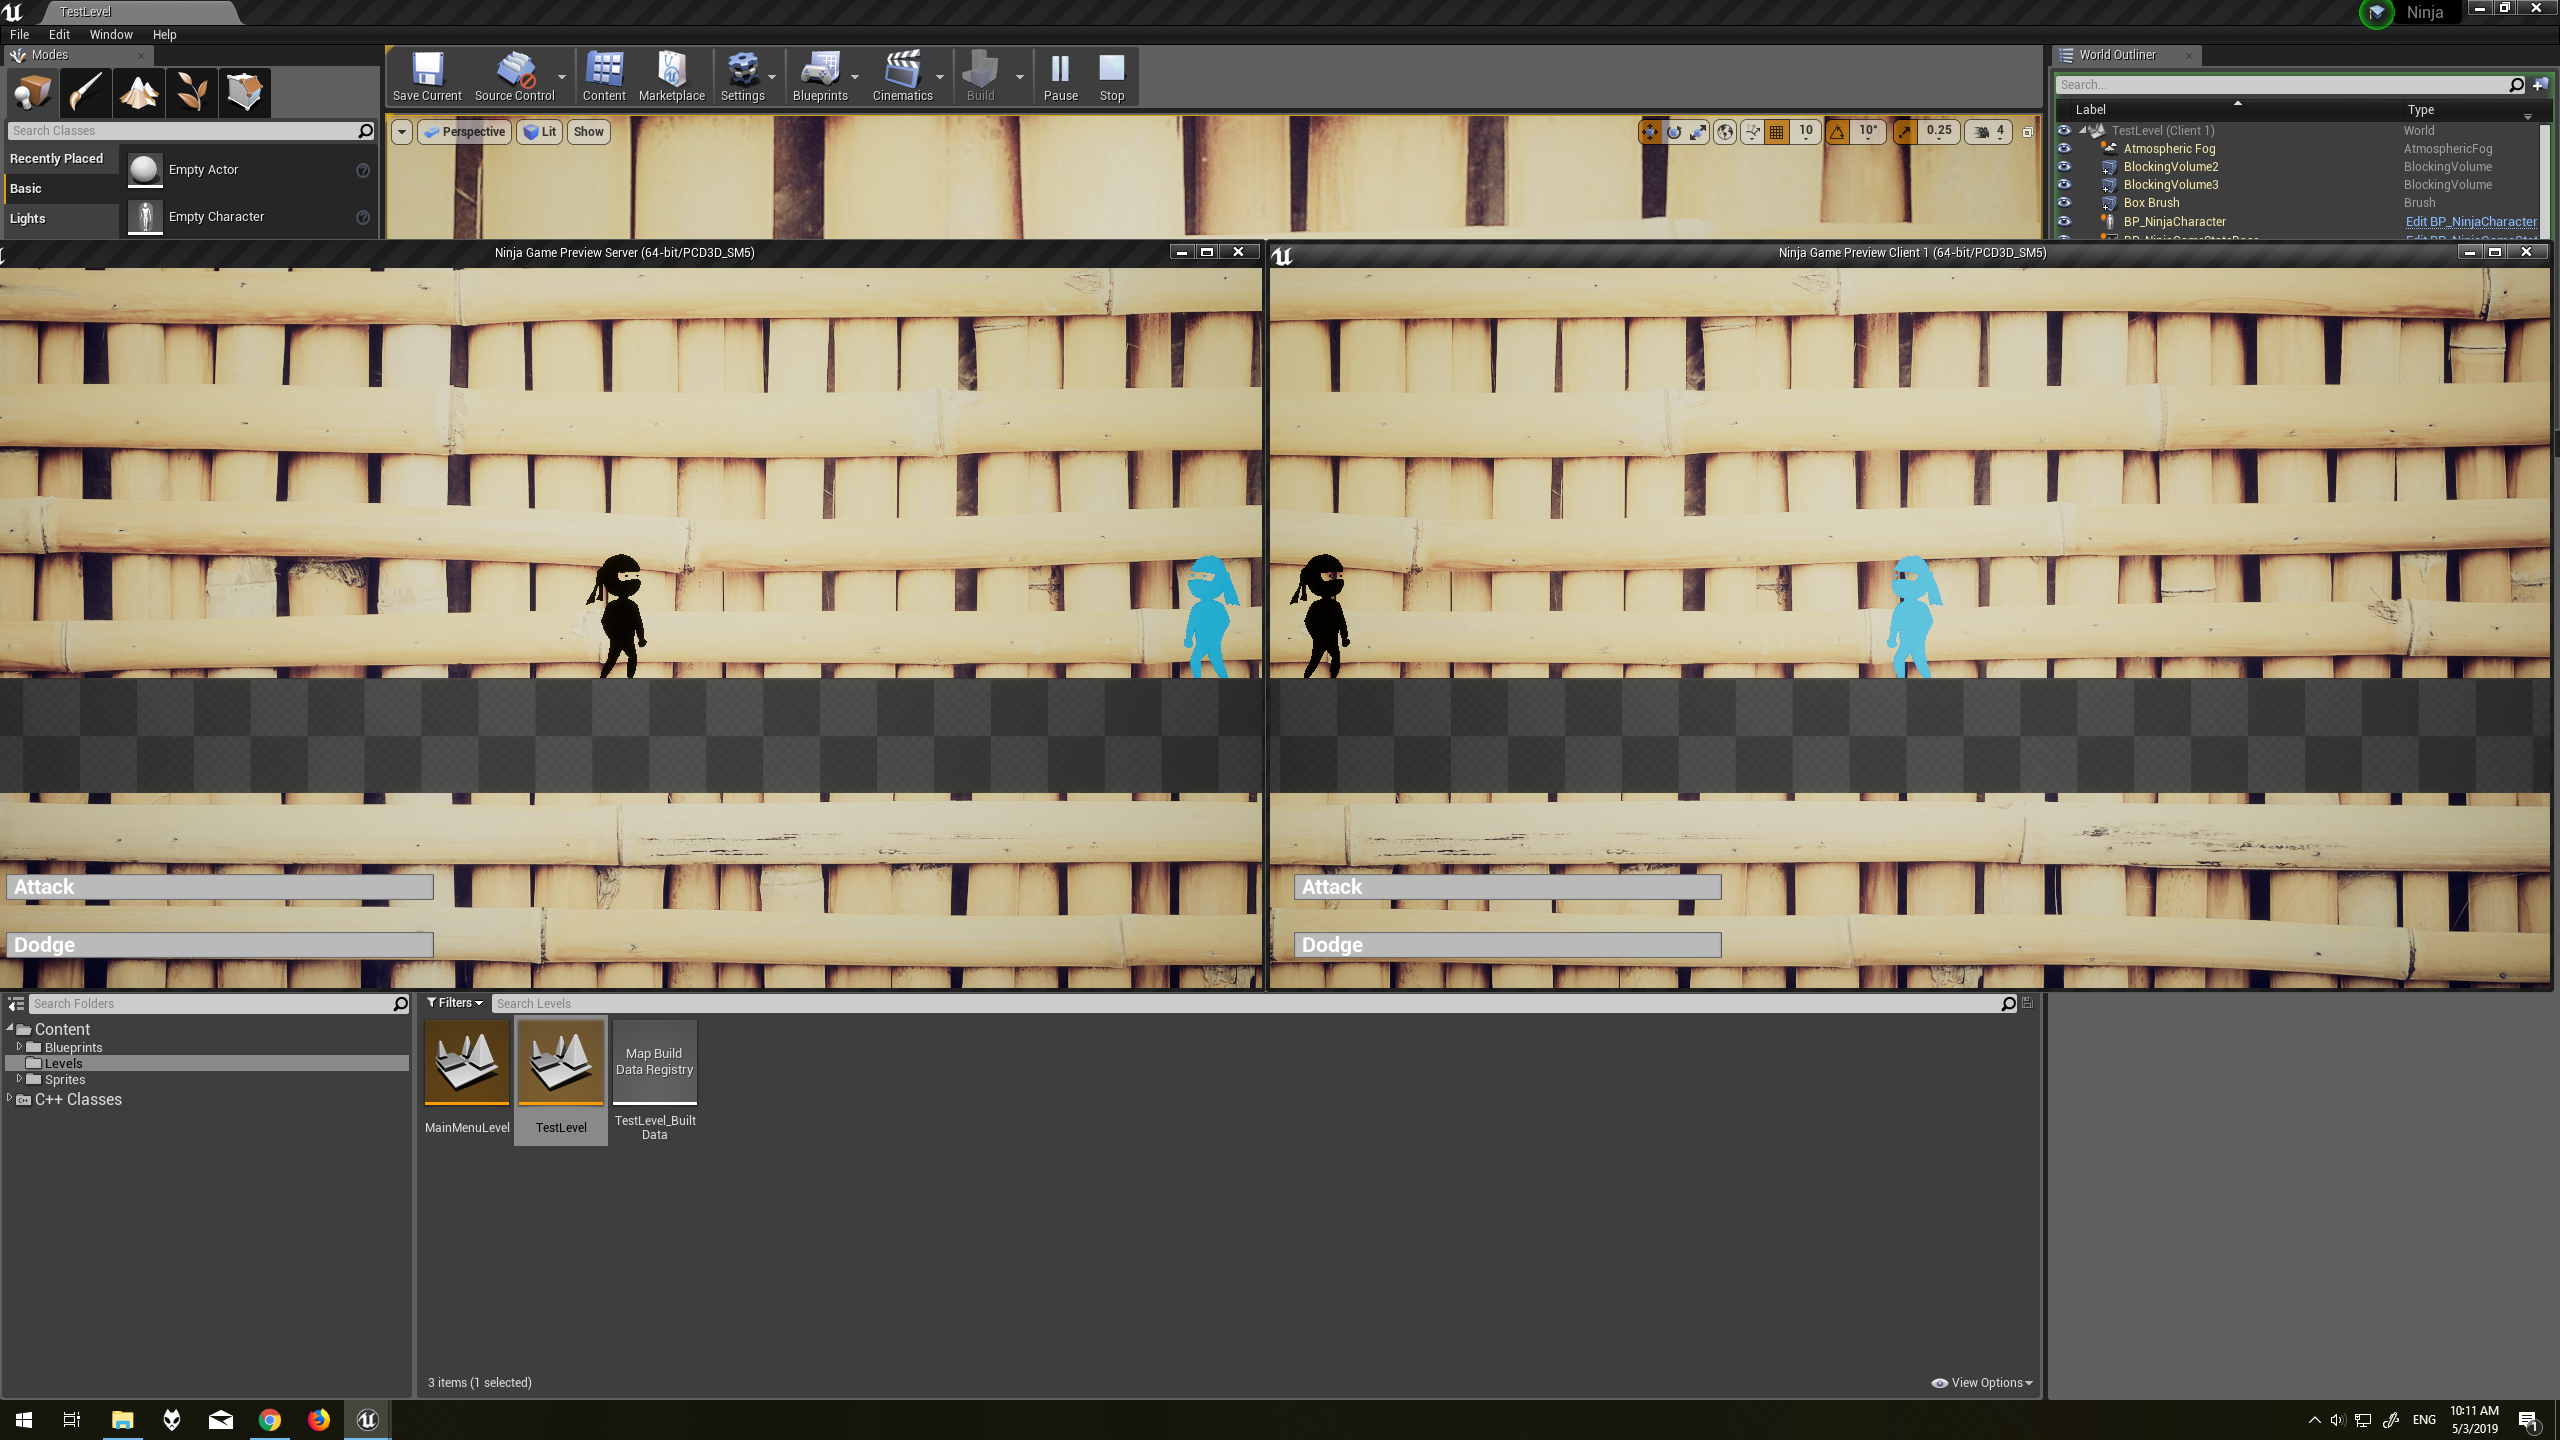 TestLevel
Ninja
File Edit Window Help
Modes
World Outliner
Save Current Source Control Content Marketplace Settings Blueprints Cinematics Build Pause Stop
Search...
Label Type
Search Classes
Perspective Lit Show 10 10° 0.25 4
TestLevel (Client 1) World
Atmospheric Fog AtmosphericFog
BlockingVolume2 BlockingVolume
BlockingVolume3 BlockingVolume
Box Brush Brush
BP_NinjaCharacter Edit BP_NinjaCharacter
Recently Placed
Basic
Lights
Empty Actor
Empty Character
Ninja Game Preview Server (64-bit/PCD3D_SM5)
Ninja Game Preview Client 1 (64-bit/PCD3D_SM5)
Attack
Dodge
Attack
Dodge
Search Folders
Filters Search Levels
Content
Blueprints
Levels
Sprites
C++ Classes
Map Build
Data Registry
MainMenuLevel
TestLevel
TestLevel_Built
Data
3 items (1 selected)
View Options
ENG
10:11 AM
5/3/2019
1